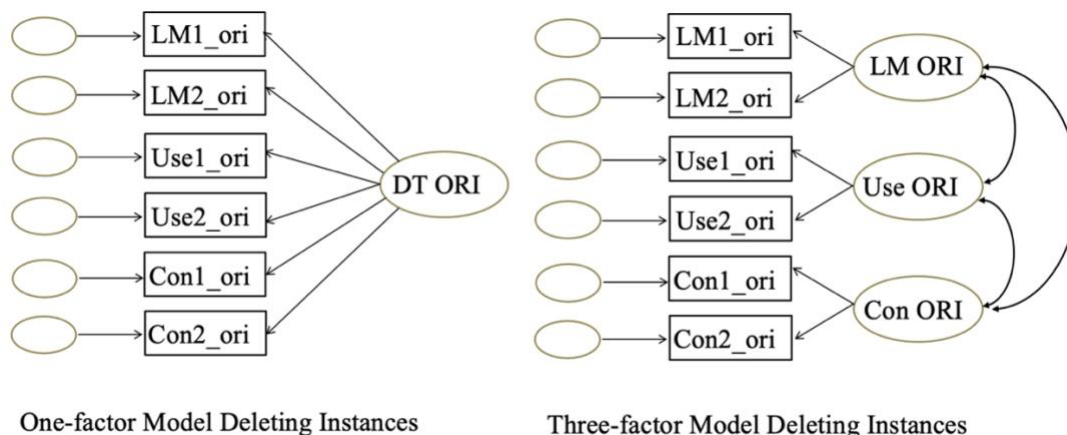 LM1_ori
LM2_ori
Use1_ori
Use2_ori
Con1_ori
Con2_ori
DT ORI
One-factor Model Deleting Instances
LM1_ori
LM2_ori
Use1_ori
Use2_ori
Con1_ori
Con2_ori
LM ORI
Use ORI
Con ORI
Three-factor Model Deleting Instances